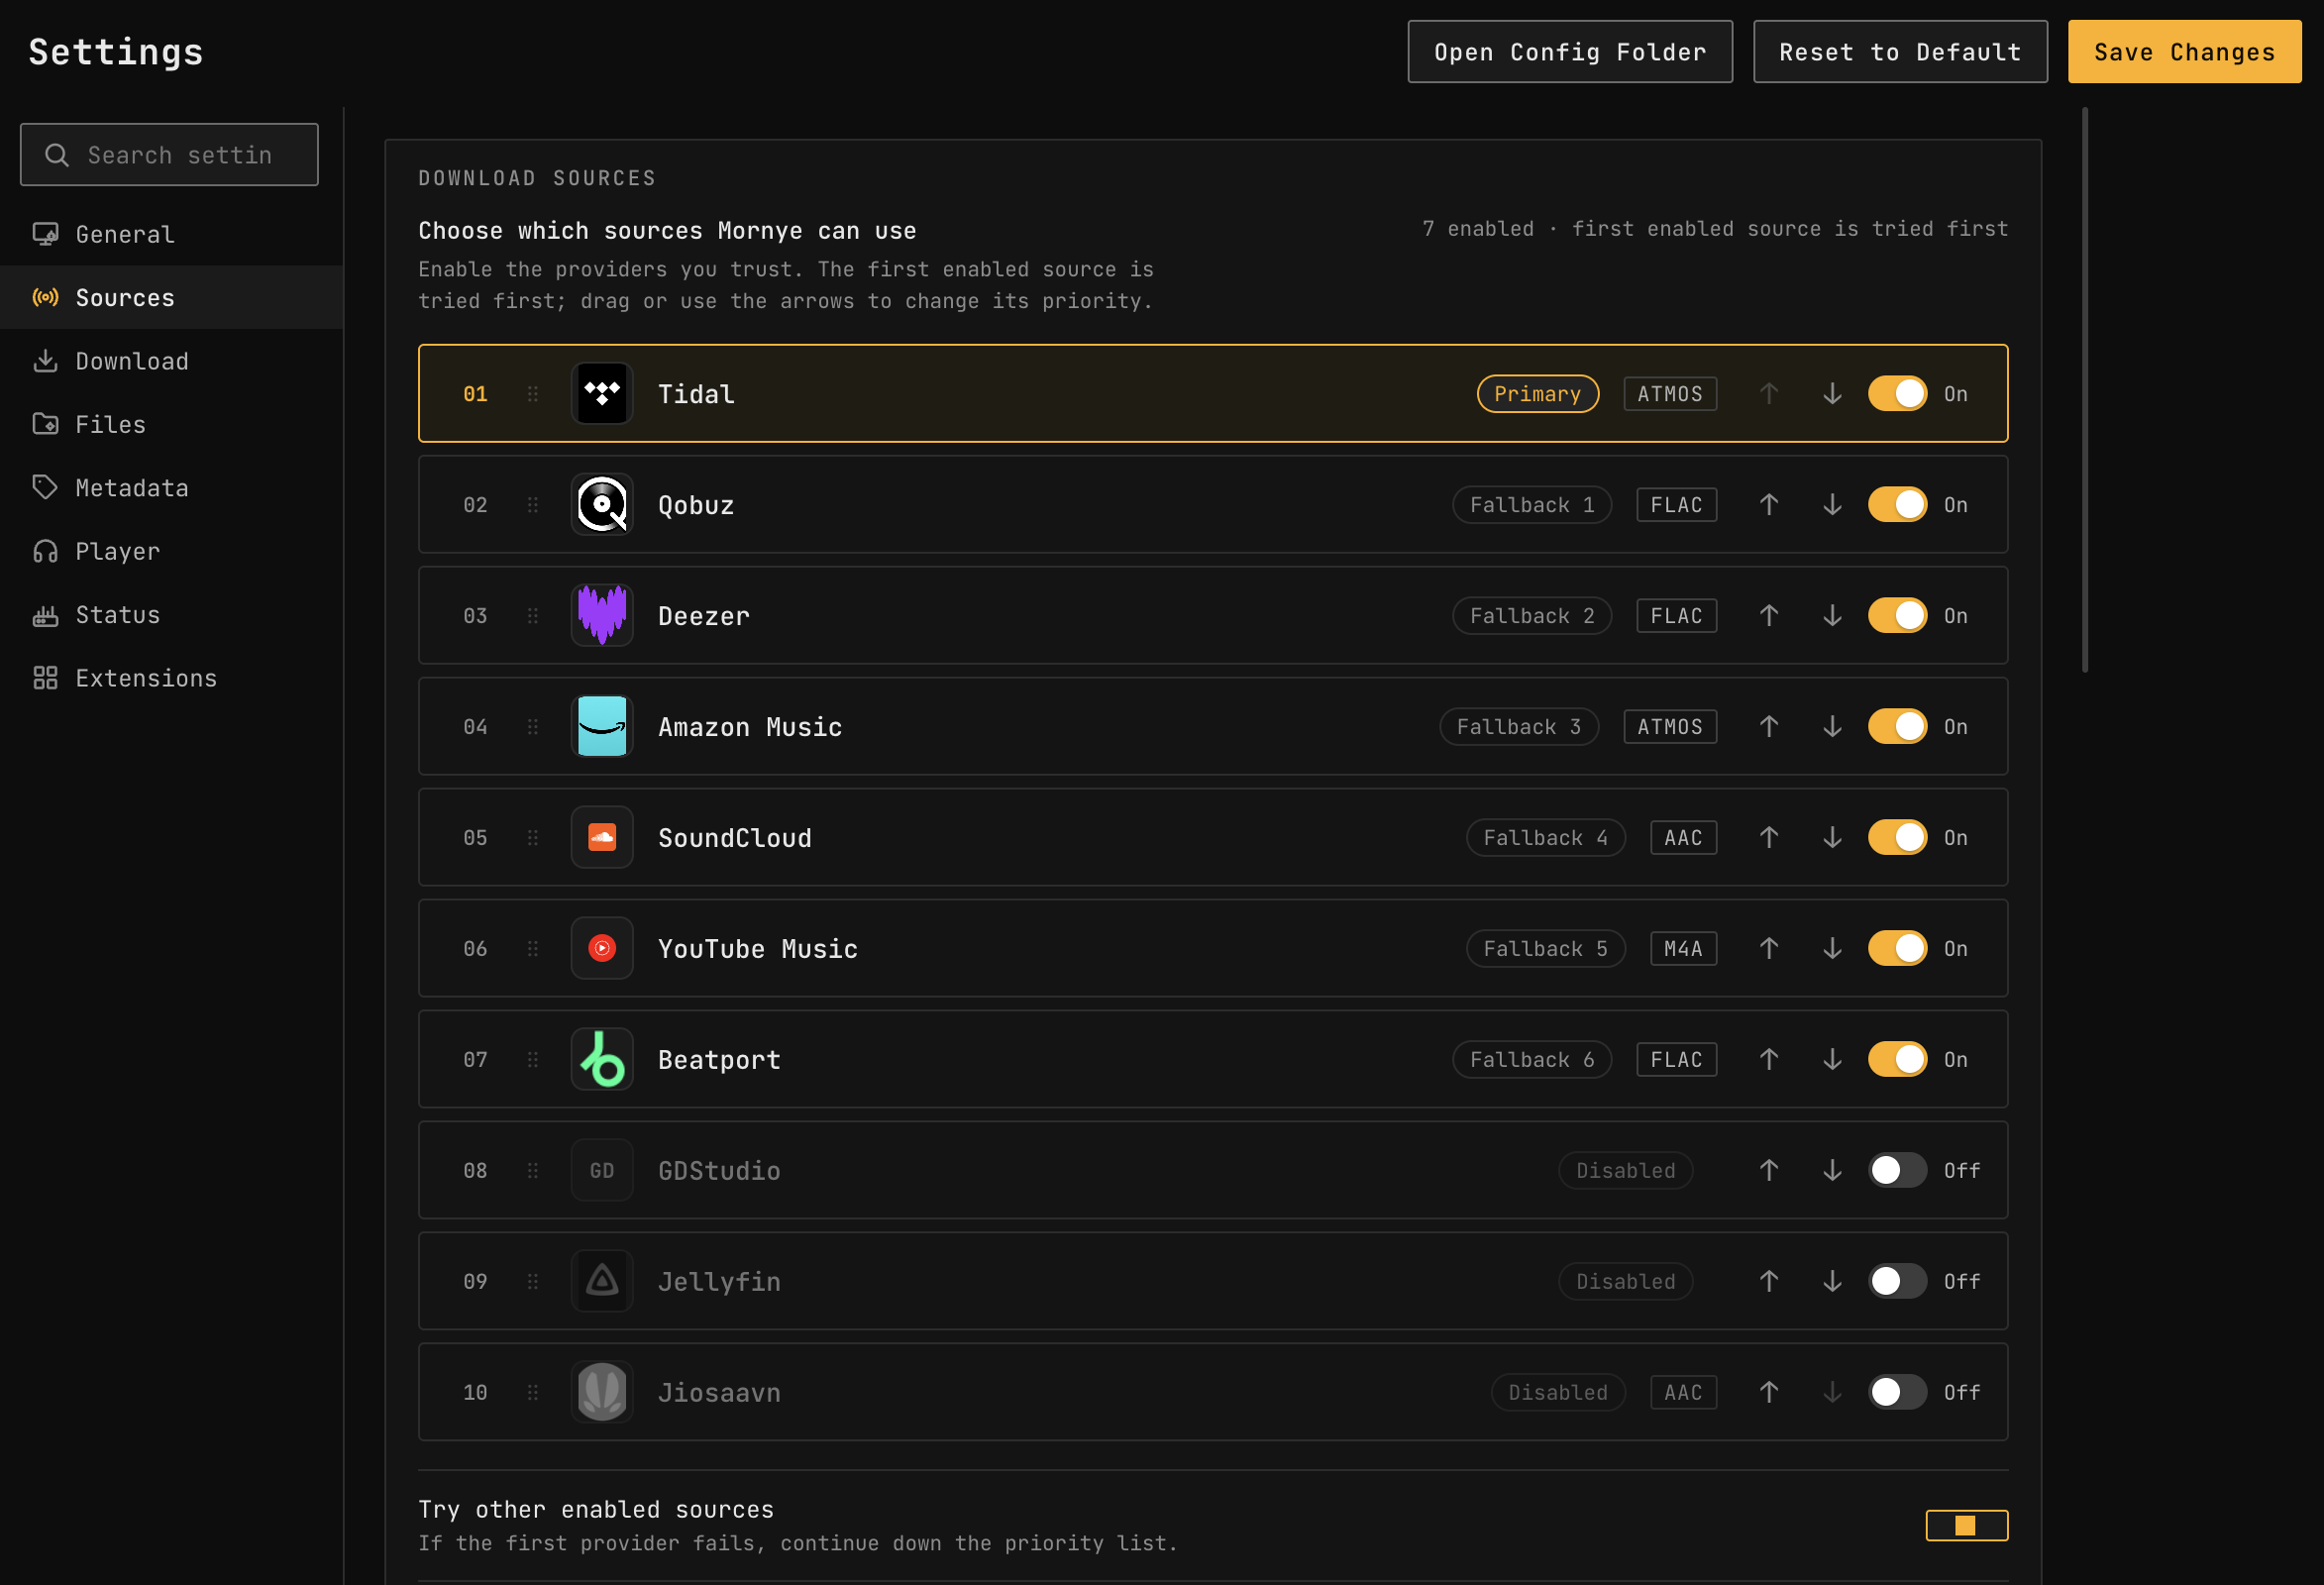 Settings
Open Config Folder
Reset to Default
Save Changes
Search settin
General
Sources
Download
Files
Metadata
Player
Status
Extensions
DOWNLOAD SOURCES
Choose which sources Mornye can use
7 enabled · first enabled source is tried first
Enable the providers you trust. The first enabled source is
tried first; drag or use the arrows to change its priority.
01 Tidal Primary ATMOS On
02 Qobuz Fallback 1 FLAC On
03 Deezer Fallback 2 FLAC On
04 Amazon Music Fallback 3 ATMOS On
05 SoundCloud Fallback 4 AAC On
06 YouTube Music Fallback 5 M4A On
07 Beatport Fallback 6 FLAC On
08 GD GDStudio Disabled Off
09 Jellyfin Disabled Off
10 Jiosaavn Disabled AAC Off
Try other enabled sources
If the first provider fails, continue down the priority list.